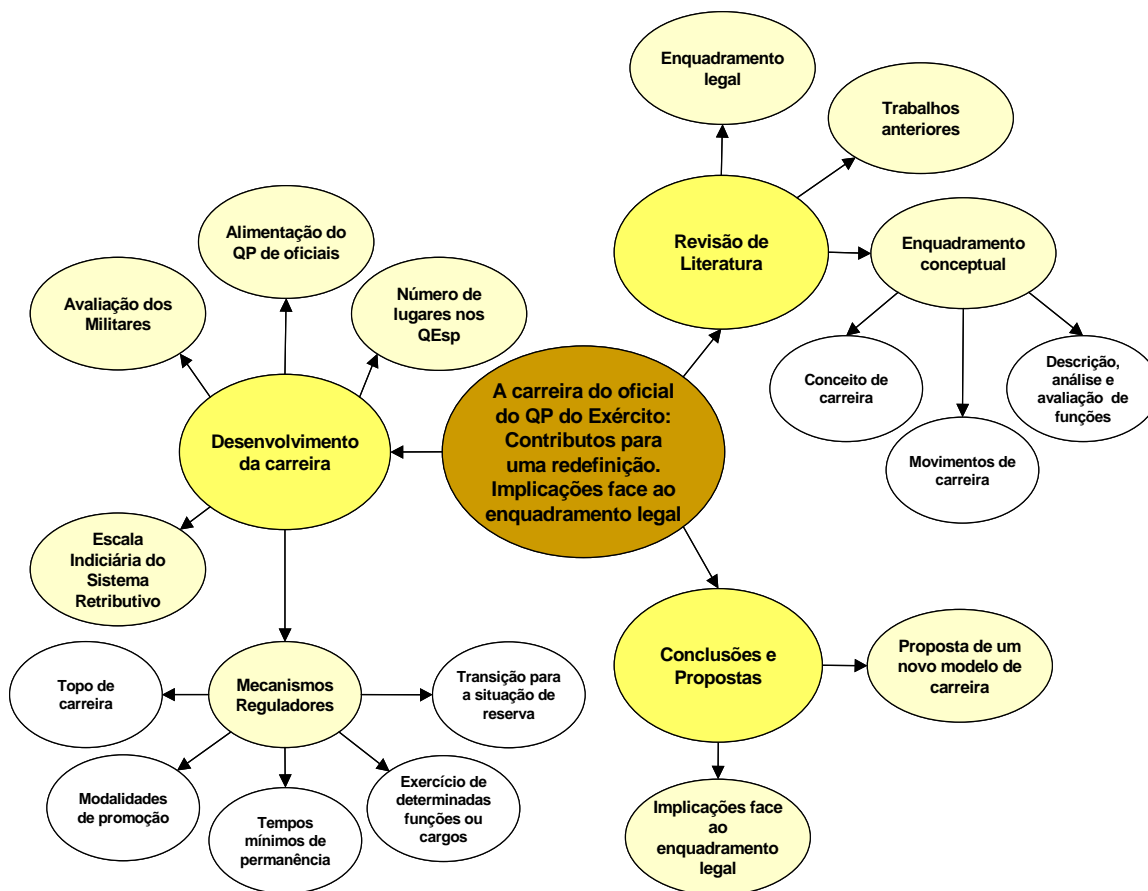 Enquadramento
legal
Trabalhos
anteriores
Revisão de
Literatura
Enquadramento
conceptual
Conceito de
carreira
Movimentos de
carreira
Descrição,
análise e
avaliação de
funções
Alimentação do
QP de oficiais
Avaliação dos
Militares
Número de
lugares nos
QEsp
Desenvolvimento
da carreira
A carreira do oficial
do QP do Exército:
Contributos para
uma redefinição.
Implicações face ao
enquadramento legal
Escala
Indiciária do
Sistema
Retributivo
Mecanismos
Reguladores
Topo de
carreira
Transição para
a situação de
reserva
Modalidades
de promoção
Tempos
mínimos de
permanência
Exercício de
determinadas
funções ou
cargos
Conclusões e
Propostas
Proposta de um
novo modelo de
carreira
Implicações face
ao
enquadramento
legal